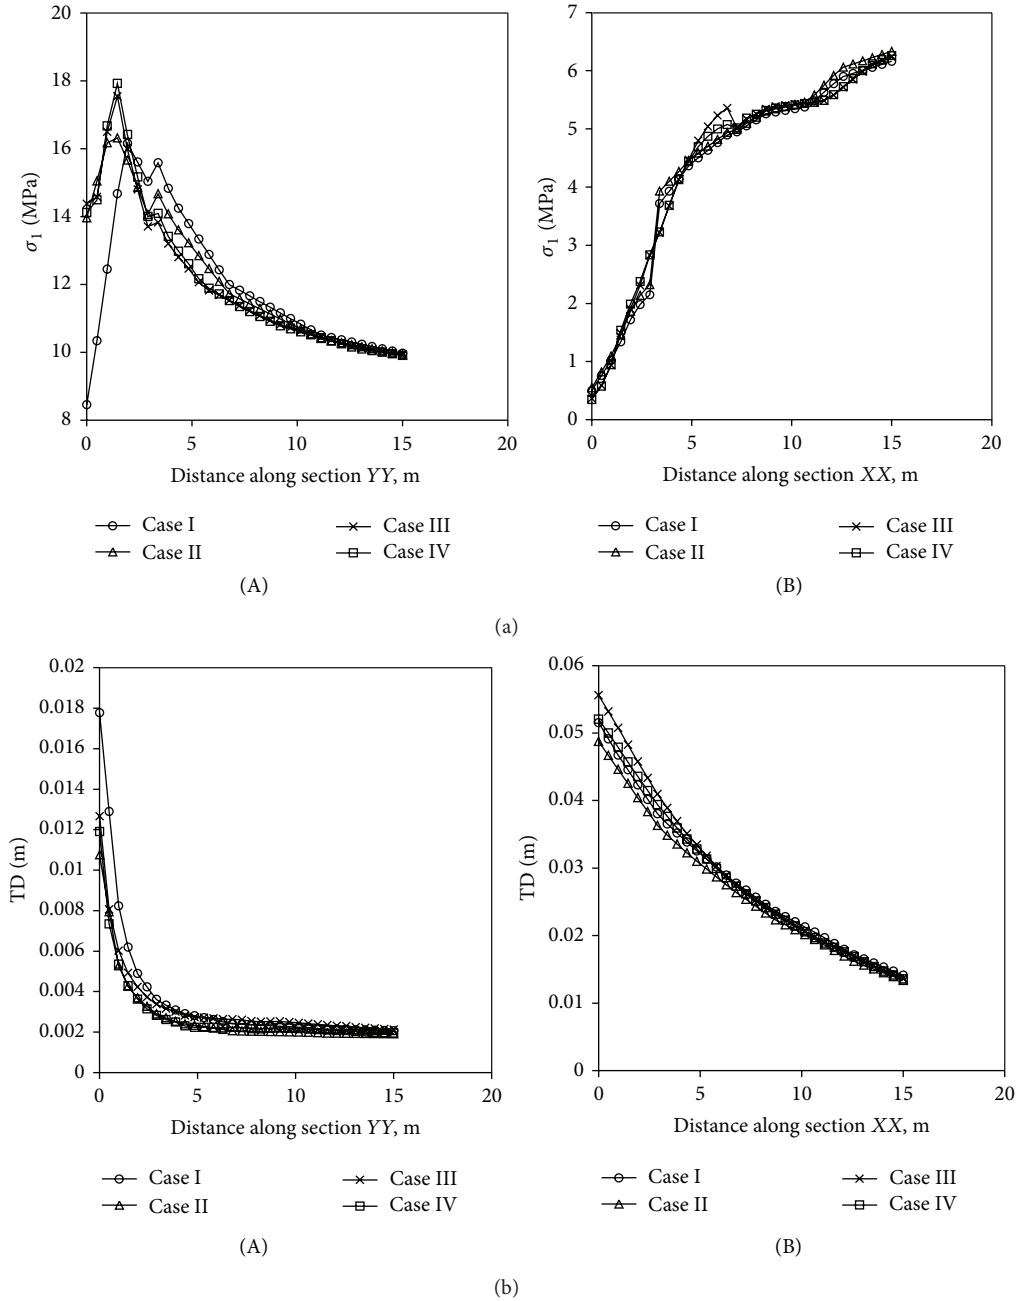 20
18
16
14
12
10
8
σ1 (MPa)
0 5 10 15 20
Distance along section YY, m
Case I
Case II
Case III
Case IV
(A)
7
6
5
4
3
2
1
0
σ1 (MPa)
0 5 10 15 20
Distance along section XX, m
Case I
Case II
Case III
Case IV
(B)
(a)
0.02
0.018
0.016
0.014
0.012
0.01
0.008
0.006
0.004
0.002
0
TD (m)
0 5 10 15 20
Distance along section YY, m
Case I
Case II
Case III
Case IV
(A)
0.06
0.05
0.04
0.03
0.02
0.01
0
TD (m)
0 5 10 15 20
Distance along section XX, m
Case I
Case II
Case III
Case IV
(B)
(b)